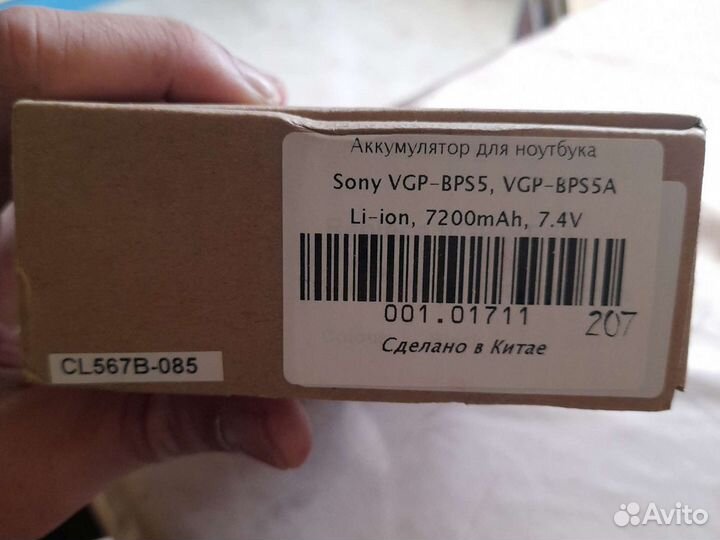 Аккумулятор для ноутбука
Sony VGP-BPS5, VGP-BPS5A
Li-ion, 7200mAh, 7.4V
001.01711
207
Сделано в Китае
CL567B-085
Avito